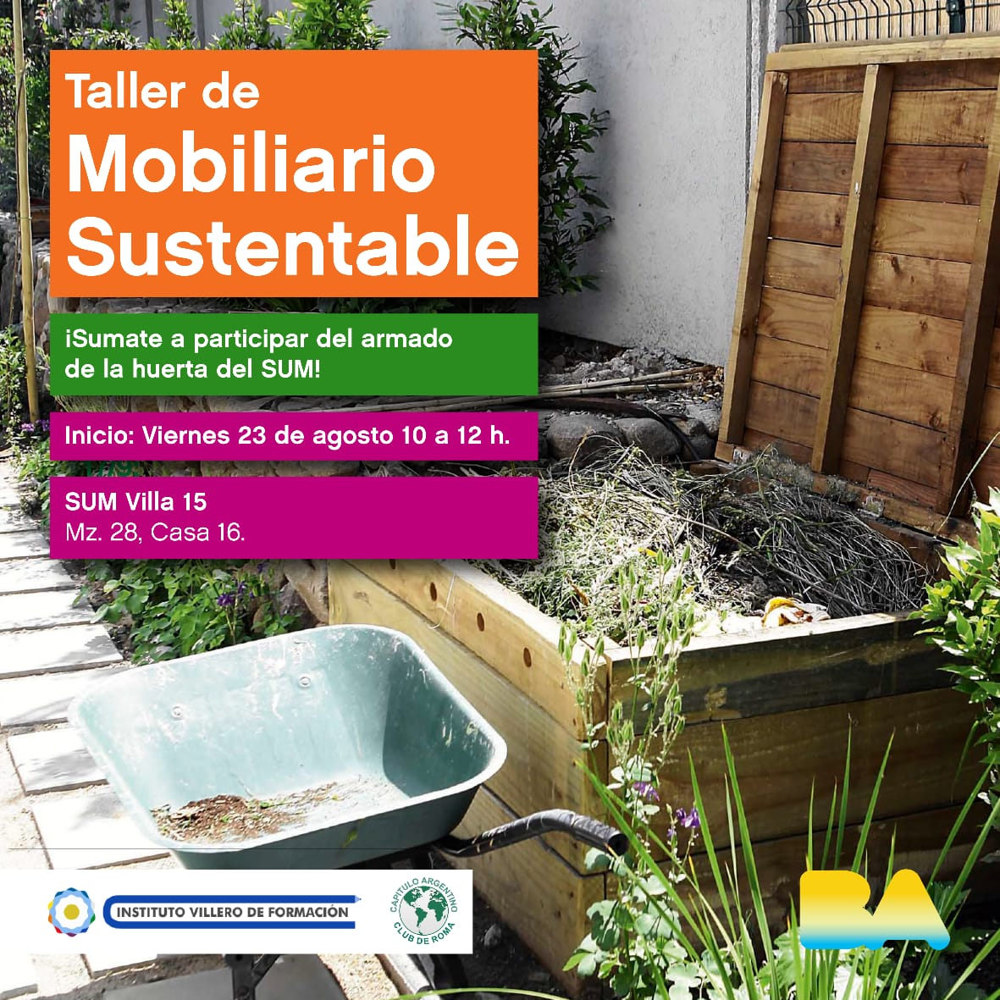 Taller de
Mobiliario
Sustentable
¡Sumate a participar del armado
de la huerta del SUM!
Inicio: Viernes 23 de agosto 10 a 12 h.
SUM Villa 15
Mz. 28, Casa 16.
INSTITUTO VILLERO DE FORMACIÓN
CAPITULO ARGENTINO
CLUB DE ROMA
BA